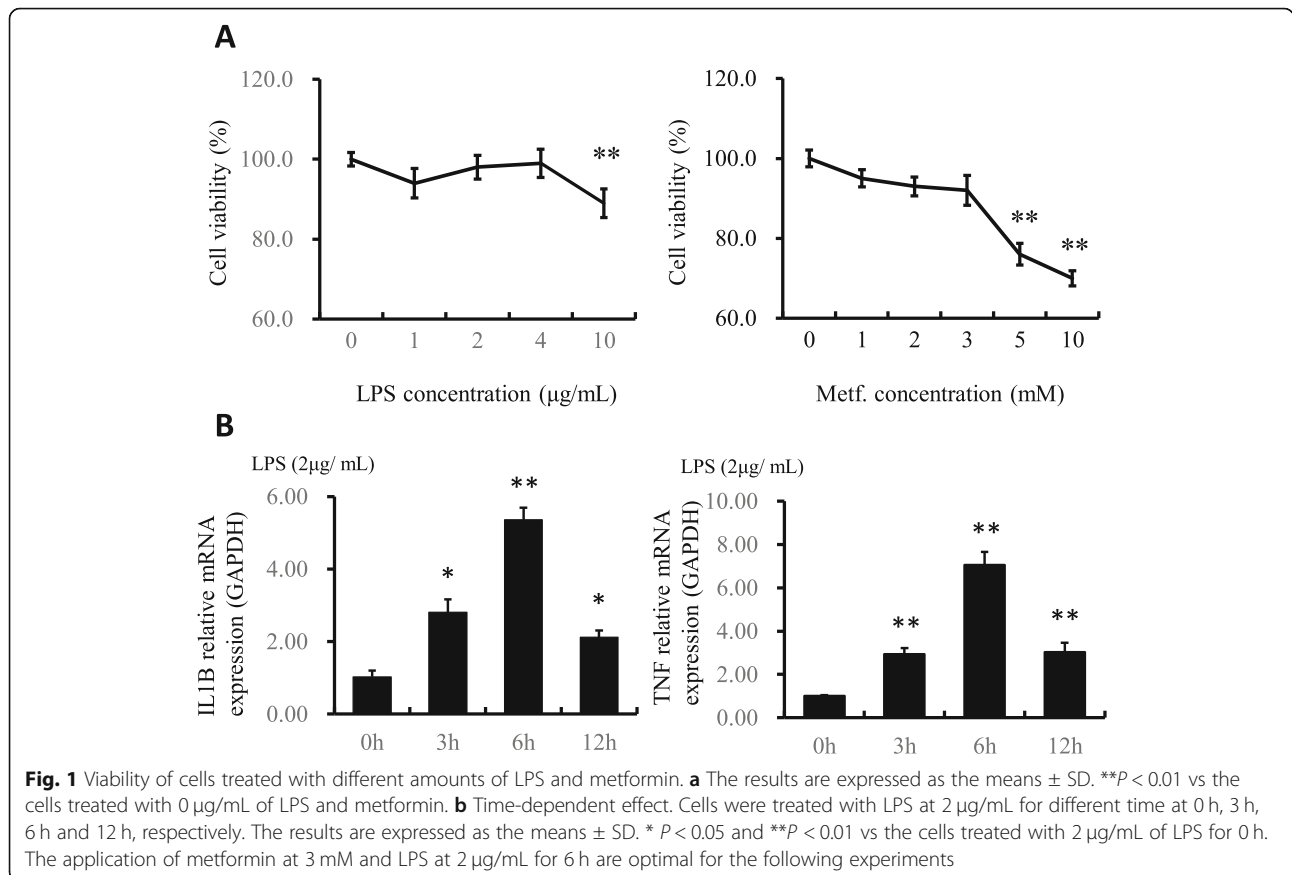 A
120.0
100.0
80.0
60.0
Cell viability (%)
**
0 1 2 4 10
LPS concentration (μg/mL)
120.0
100.0
80.0
60.0
Cell viability (%)
**
**
0 1 2 3 5 10
Metf. concentration (mM)
B
LPS (2μg/ mL)
6.00
4.00
2.00
0.00
IL1B relative mRNA
expression (GAPDH)
*
**
*
0h 3h 6h 12h
LPS (2μg/ mL)
10.00
8.00
6.00
4.00
2.00
0.00
TNF relative mRNA
expression (GAPDH)
**
**
**
0h 3h 6h 12h
Fig. 1 Viability of cells treated with different amounts of LPS and metformin. a The results are expressed as the means ± SD. **P < 0.01 vs the
cells treated with 0 μg/mL of LPS and metformin. b Time-dependent effect. Cells were treated with LPS at 2 μg/mL for different time at 0 h, 3 h,
6 h and 12 h, respectively. The results are expressed as the means ± SD. * P < 0.05 and **P < 0.01 vs the cells treated with 2 μg/mL of LPS for 0 h.
The application of metformin at 3 mM and LPS at 2 μg/mL for 6 h are optimal for the following experiments